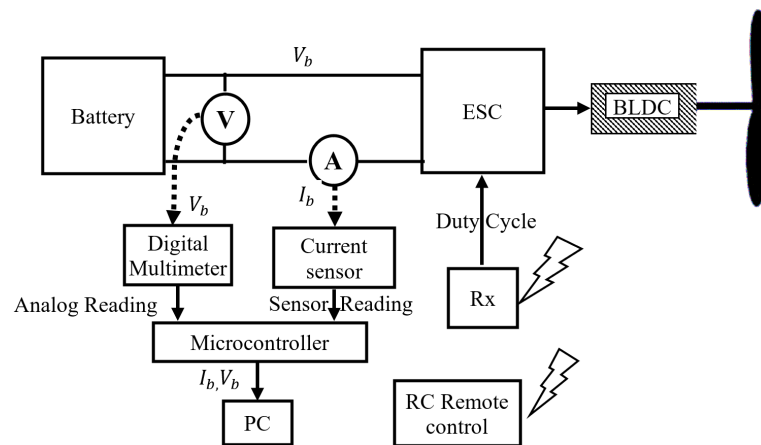 V_b
Battery
V
ESC
BLDC
A
V_b
I_b
Duty Cycle
Digital
Multimeter
Current
sensor
Rx
Analog Reading
Sensor Reading
Microcontroller
I_b,V_b
PC
RC Remote
control